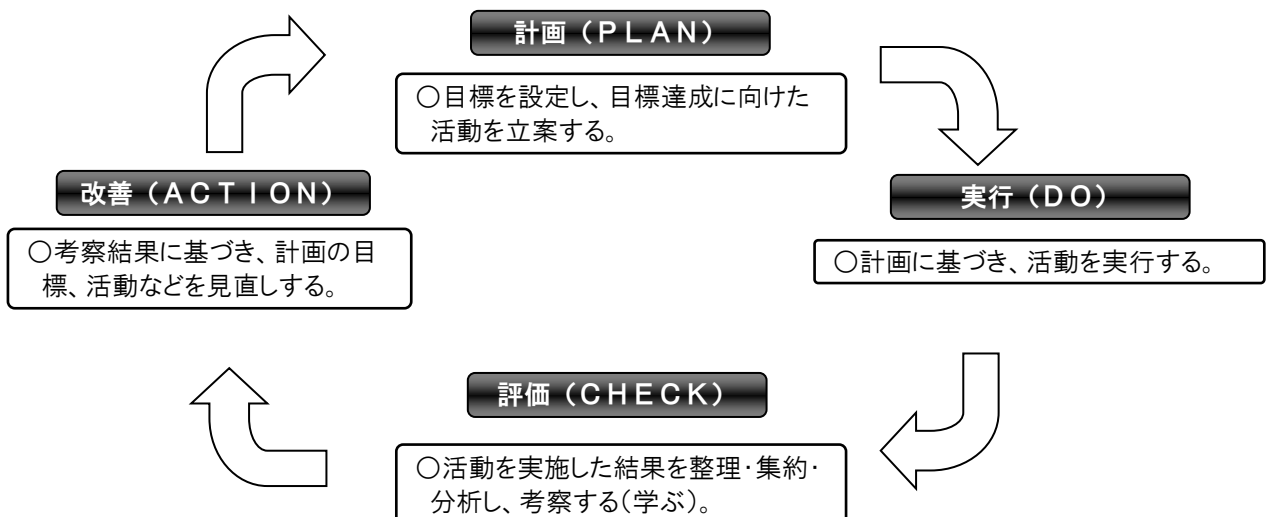 計画（ＰＬＡＮ）
○目標を設定し、目標達成に向けた
活動を立案する。
改善（ＡＣＴＩＯＮ）
○考察結果に基づき、計画の目
標、活動などを見直しする。
実行（ＤＯ）
○計画に基づき、活動を実行する。
評価（ＣＨＥＣＫ）
○活動を実施した結果を整理・集約・
分析し、考察する（学ぶ）。